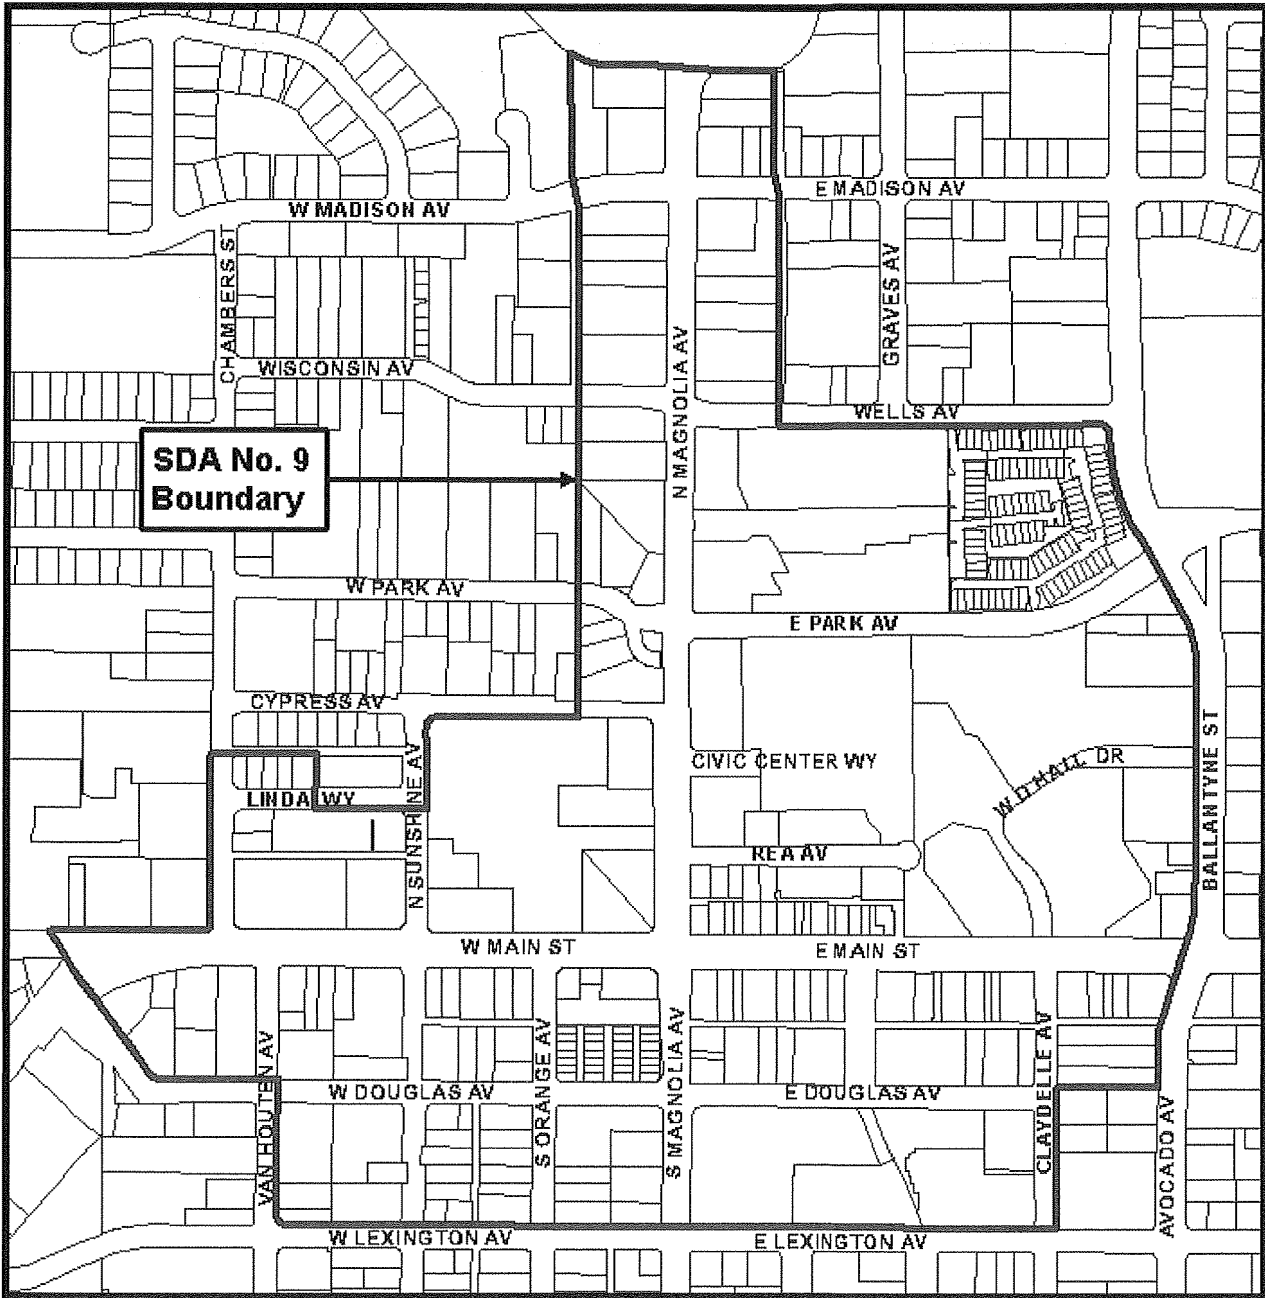 E MADISON AV
W MADISON AV
CHAMBERS ST
GRAVES AV
N MAGNOLIA AV
WISCONSIN AV
WELLS AV
SDA No. 9
Boundary
W PARK AV
E PARK AV
CYPRESS AV
N SUNSHINE AV
CIVIC CENTER WY
W D HALL DR
BALLANTYNE ST
LINDA WY
REA AV
W MAIN ST
E MAIN ST
VAN HOUTEN AV
S ORANGE AV
S MAGNOLIA AV
CLAYDELLE AV
W DOUGLAS AV
E DOUGLAS AV
AVOCADO AV
W LEXINGTON AV
E LEXINGTON AV